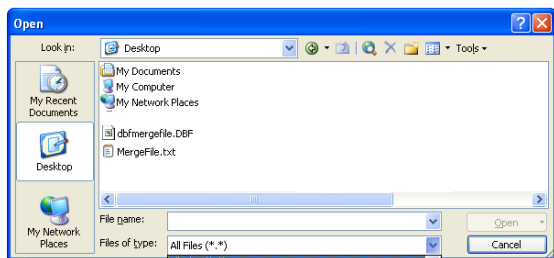 Open
Look in: Desktop Tools
My Documents
My Computer
My Network Places
dbfmergefile.DBF
MergeFile.txt
My Recent
Documents
Desktop
My Network
Places
File name: Open
Files of type: All Files (*.*) Cancel